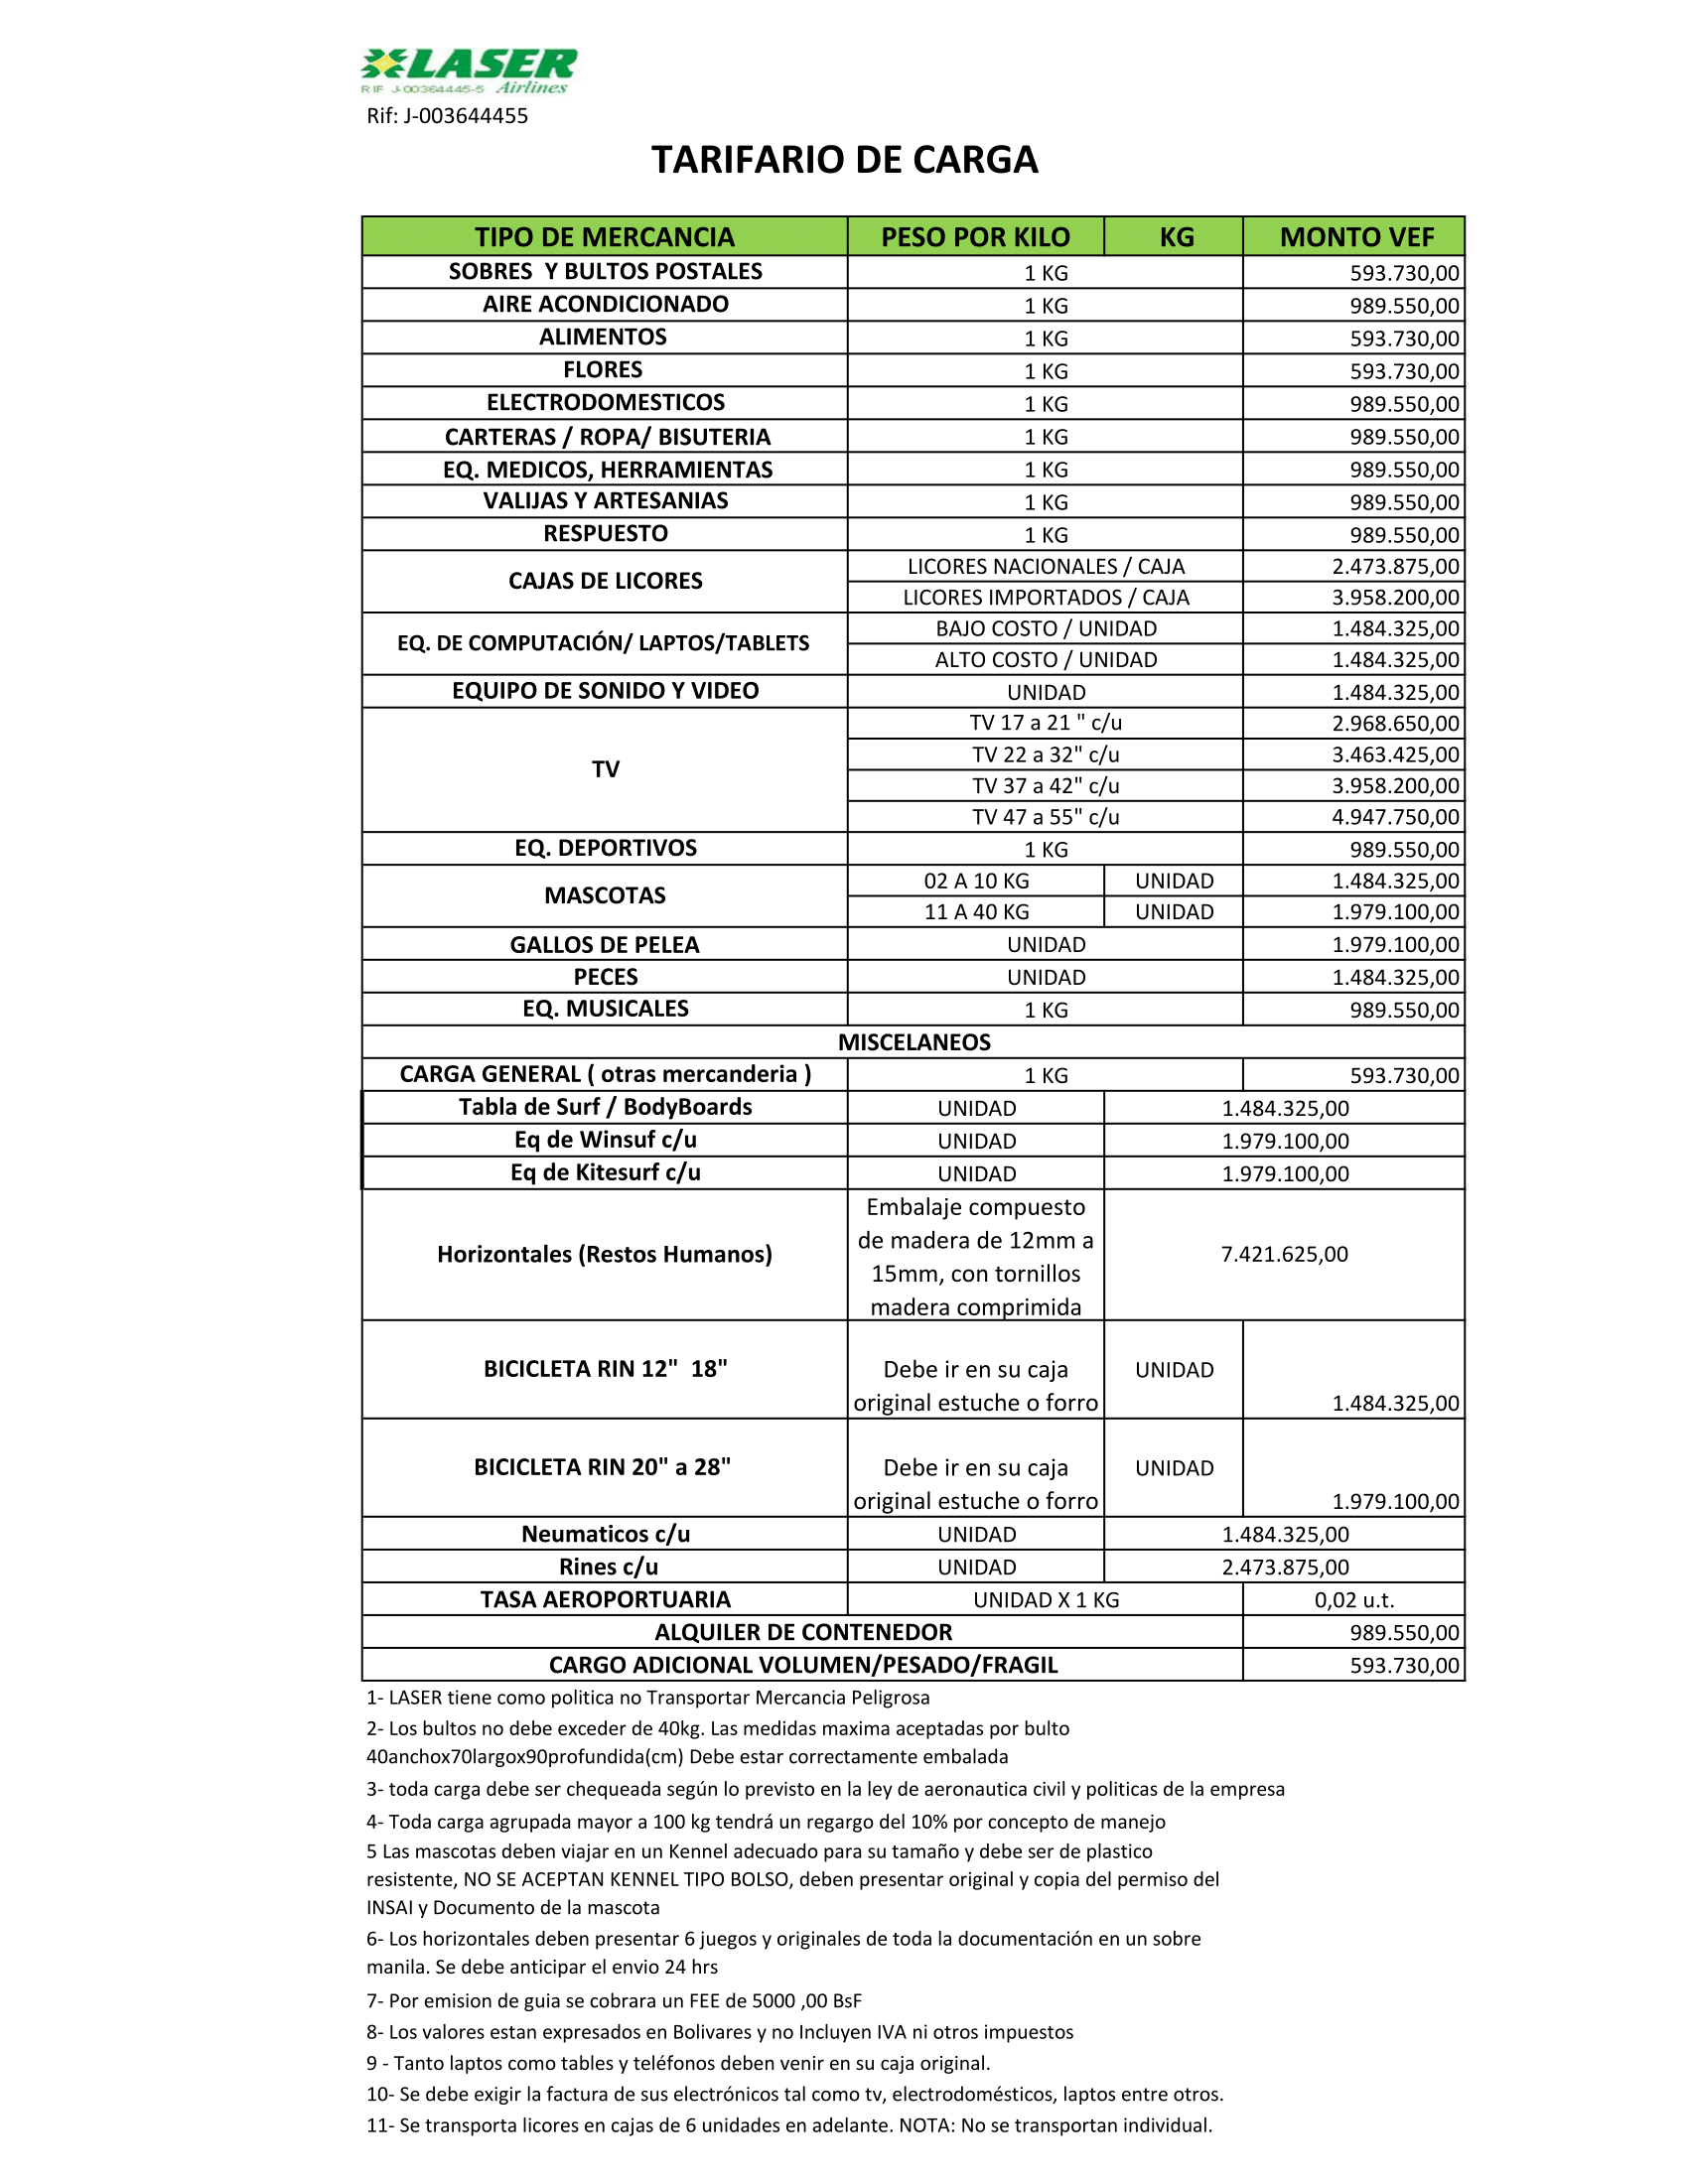 LASER
RIF J-00364445-5 Airlines
Rif: J-003644455
TARIFARIO DE CARGA
TIPO DE MERCANCIA PESO POR KILO KG MONTO VEF
SOBRES Y BULTOS POSTALES 1 KG 593.730,00
AIRE ACONDICIONADO 1 KG 989.550,00
ALIMENTOS 1 KG 593.730,00
FLORES 1 KG 593.730,00
ELECTRODOMESTICOS 1 KG 989.550,00
CARTERAS / ROPA/ BISUTERIA 1 KG 989.550,00
EQ. MEDICOS, HERRAMIENTAS 1 KG 989.550,00
VALIJAS Y ARTESANIAS 1 KG 989.550,00
RESPUESTO 1 KG 989.550,00
CAJAS DE LICORES
LICORES NACIONALES / CAJA 2.473.875,00
LICORES IMPORTADOS / CAJA 3.958.200,00
EQ. DE COMPUTACIÓN/ LAPTOS/TABLETS
BAJO COSTO / UNIDAD 1.484.325,00
ALTO COSTO / UNIDAD 1.484.325,00
EQUIPO DE SONIDO Y VIDEO UNIDAD 1.484.325,00
TV
TV 17 a 21 " c/u 2.968.650,00
TV 22 a 32" c/u 3.463.425,00
TV 37 a 42" c/u 3.958.200,00
TV 47 a 55" c/u 4.947.750,00
EQ. DEPORTIVOS 1 KG 989.550,00
MASCOTAS
02 A 10 KG UNIDAD 1.484.325,00
11 A 40 KG UNIDAD 1.979.100,00
GALLOS DE PELEA UNIDAD 1.979.100,00
PECES UNIDAD 1.484.325,00
EQ. MUSICALES 1 KG 989.550,00
MISCELANEOS
CARGA GENERAL ( otras mercanderia ) 1 KG 593.730,00
Tabla de Surf / BodyBoards UNIDAD 1.484.325,00
Eq de Winsuf c/u UNIDAD 1.979.100,00
Eq de Kitesurf c/u UNIDAD 1.979.100,00
Horizontales (Restos Humanos)
Embalaje compuesto
de madera de 12mm a
15mm, con tornillos
madera comprimida
7.421.625,00
BICICLETA RIN 12" 18"
Debe ir en su caja
original estuche o forro
UNIDAD
1.484.325,00
BICICLETA RIN 20" a 28"
Debe ir en su caja
original estuche o forro
UNIDAD
1.979.100,00
Neumaticos c/u UNIDAD 1.484.325,00
Rines c/u UNIDAD 2.473.875,00
TASA AEROPORTUARIA UNIDAD X 1 KG 0,02 u.t.
ALQUILER DE CONTENEDOR 989.550,00
CARGO ADICIONAL VOLUMEN/PESADO/FRAGIL 593.730,00
1- LASER tiene como politica no Transportar Mercancia Peligrosa
2- Los bultos no debe exceder de 40kg. Las medidas maxima aceptadas por bulto
40anchox70largox90profundida(cm) Debe estar correctamente embalada
3- toda carga debe ser chequeada según lo previsto en la ley de aeronautica civil y politicas de la empresa
4- Toda carga agrupada mayor a 100 kg tendrá un regargo del 10% por concepto de manejo
5 Las mascotas deben viajar en un Kennel adecuado para su tamaño y debe ser de plastico
resistente, NO SE ACEPTAN KENNEL TIPO BOLSO, deben presentar original y copia del permiso del
INSAI y Documento de la mascota
6- Los horizontales deben presentar 6 juegos y originales de toda la documentación en un sobre
manila. Se debe anticipar el envio 24 hrs
7- Por emision de guia se cobrara un FEE de 5000 ,00 BsF
8- Los valores estan expresados en Bolivares y no Incluyen IVA ni otros impuestos
9 - Tanto laptos como tables y teléfonos deben venir en su caja original.
10- Se debe exigir la factura de sus electrónicos tal como tv, electrodomésticos, laptos entre otros.
11- Se transporta licores en cajas de 6 unidades en adelante. NOTA: No se transportan individual.